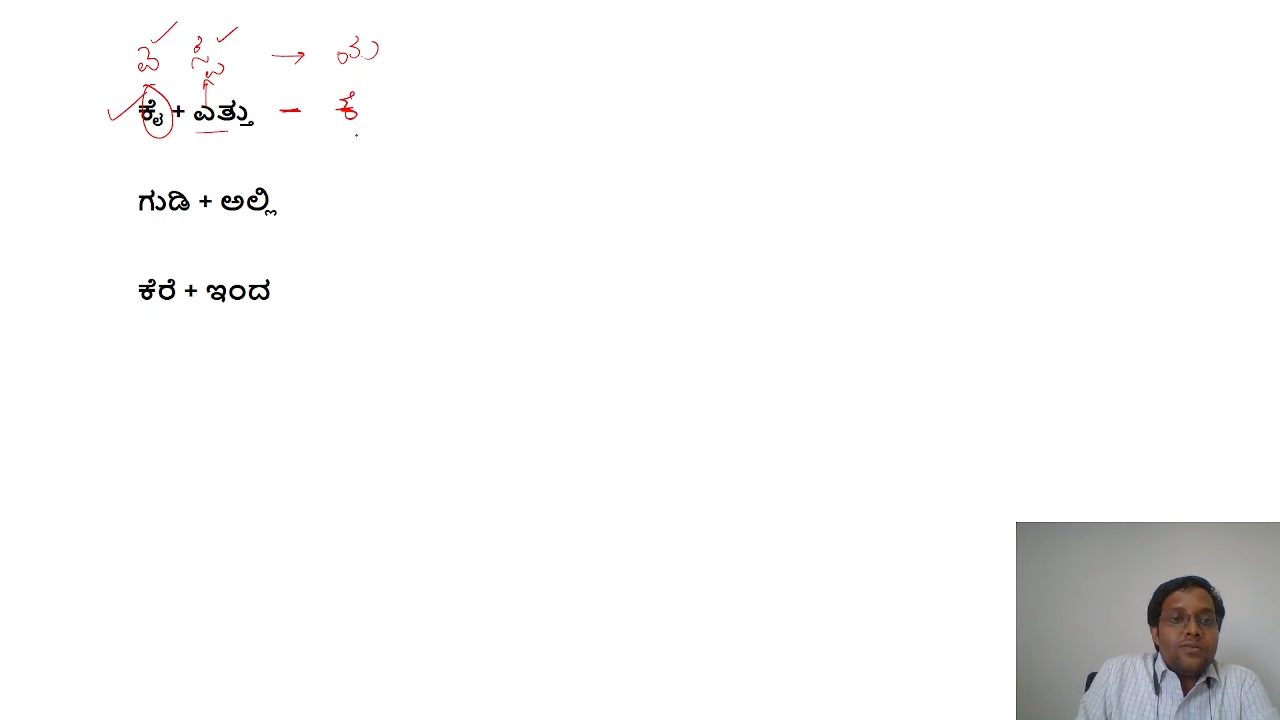 ವೆ ಸ್ವ → ಯ
ಕೈ + ಎತ್ತು - ಕೆ
ಗುಡಿ + ಅಲ್ಲಿ
ಕೆರೆ + ಇಂದ